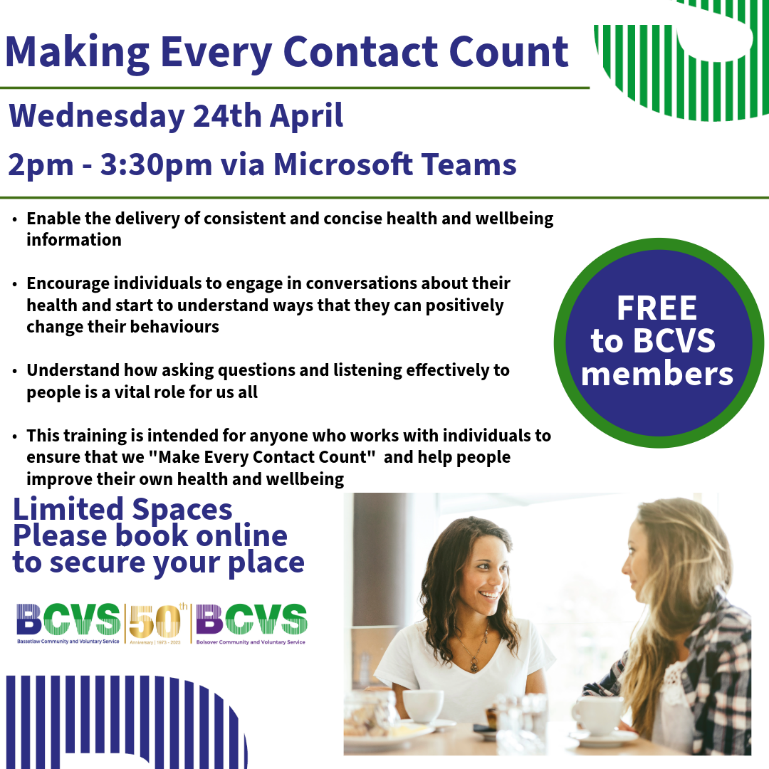 Making Every Contact Count
Wednesday 24th April
2pm - 3:30pm via Microsoft Teams
• Enable the delivery of consistent and concise health and wellbeing
information
• Encourage individuals to engage in conversations about their
health and start to understand ways that they can positively
change their behaviours
• Understand how asking questions and listening effectively to
people is a vital role for us all
• This training is intended for anyone who works with individuals to
ensure that we "Make Every Contact Count"  and help people
improve their own health and wellbeing
FREE
to BCVS
members
Limited Spaces
Please book online
to secure your place
BCVS
Bassetlaw Community and Voluntary Service
50th
BCVS
Bolsover Community and Voluntary Service